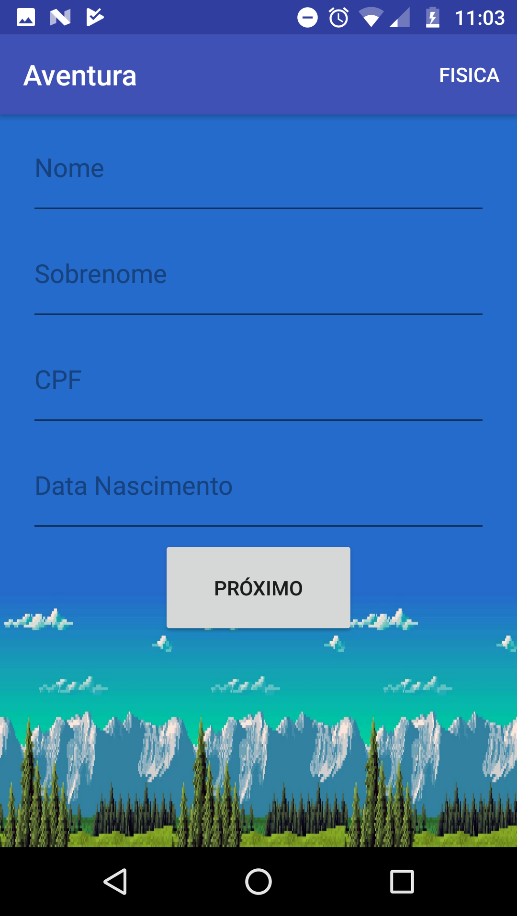 11:03
Aventura FISICA
Nome
Sobrenome
CPF
Data Nascimento
PRÓXIMO